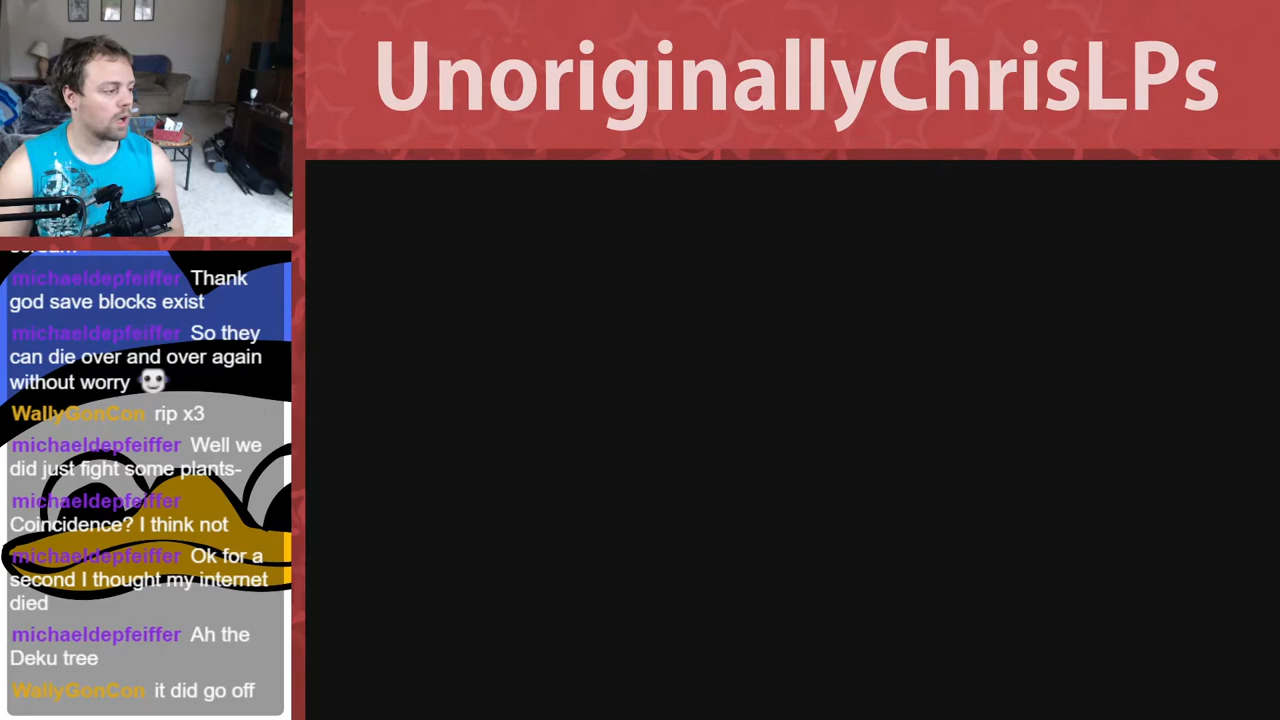 UnoriginallyChrisLPs
michaeldepfeiffer Thank
god save blocks exist
michaeldepfeiffer So they
can die over and over again
without worry
WallyGonCon rip x3
michaeldepfeiffer Well we
did just fight some plants-
michaeldepfeiffer
Coincidence? I think not
michaeldepfeiffer Ok for a
second I thought my internet
died
michaeldepfeiffer Ah the
Deku tree
WallyGonCon it did go off